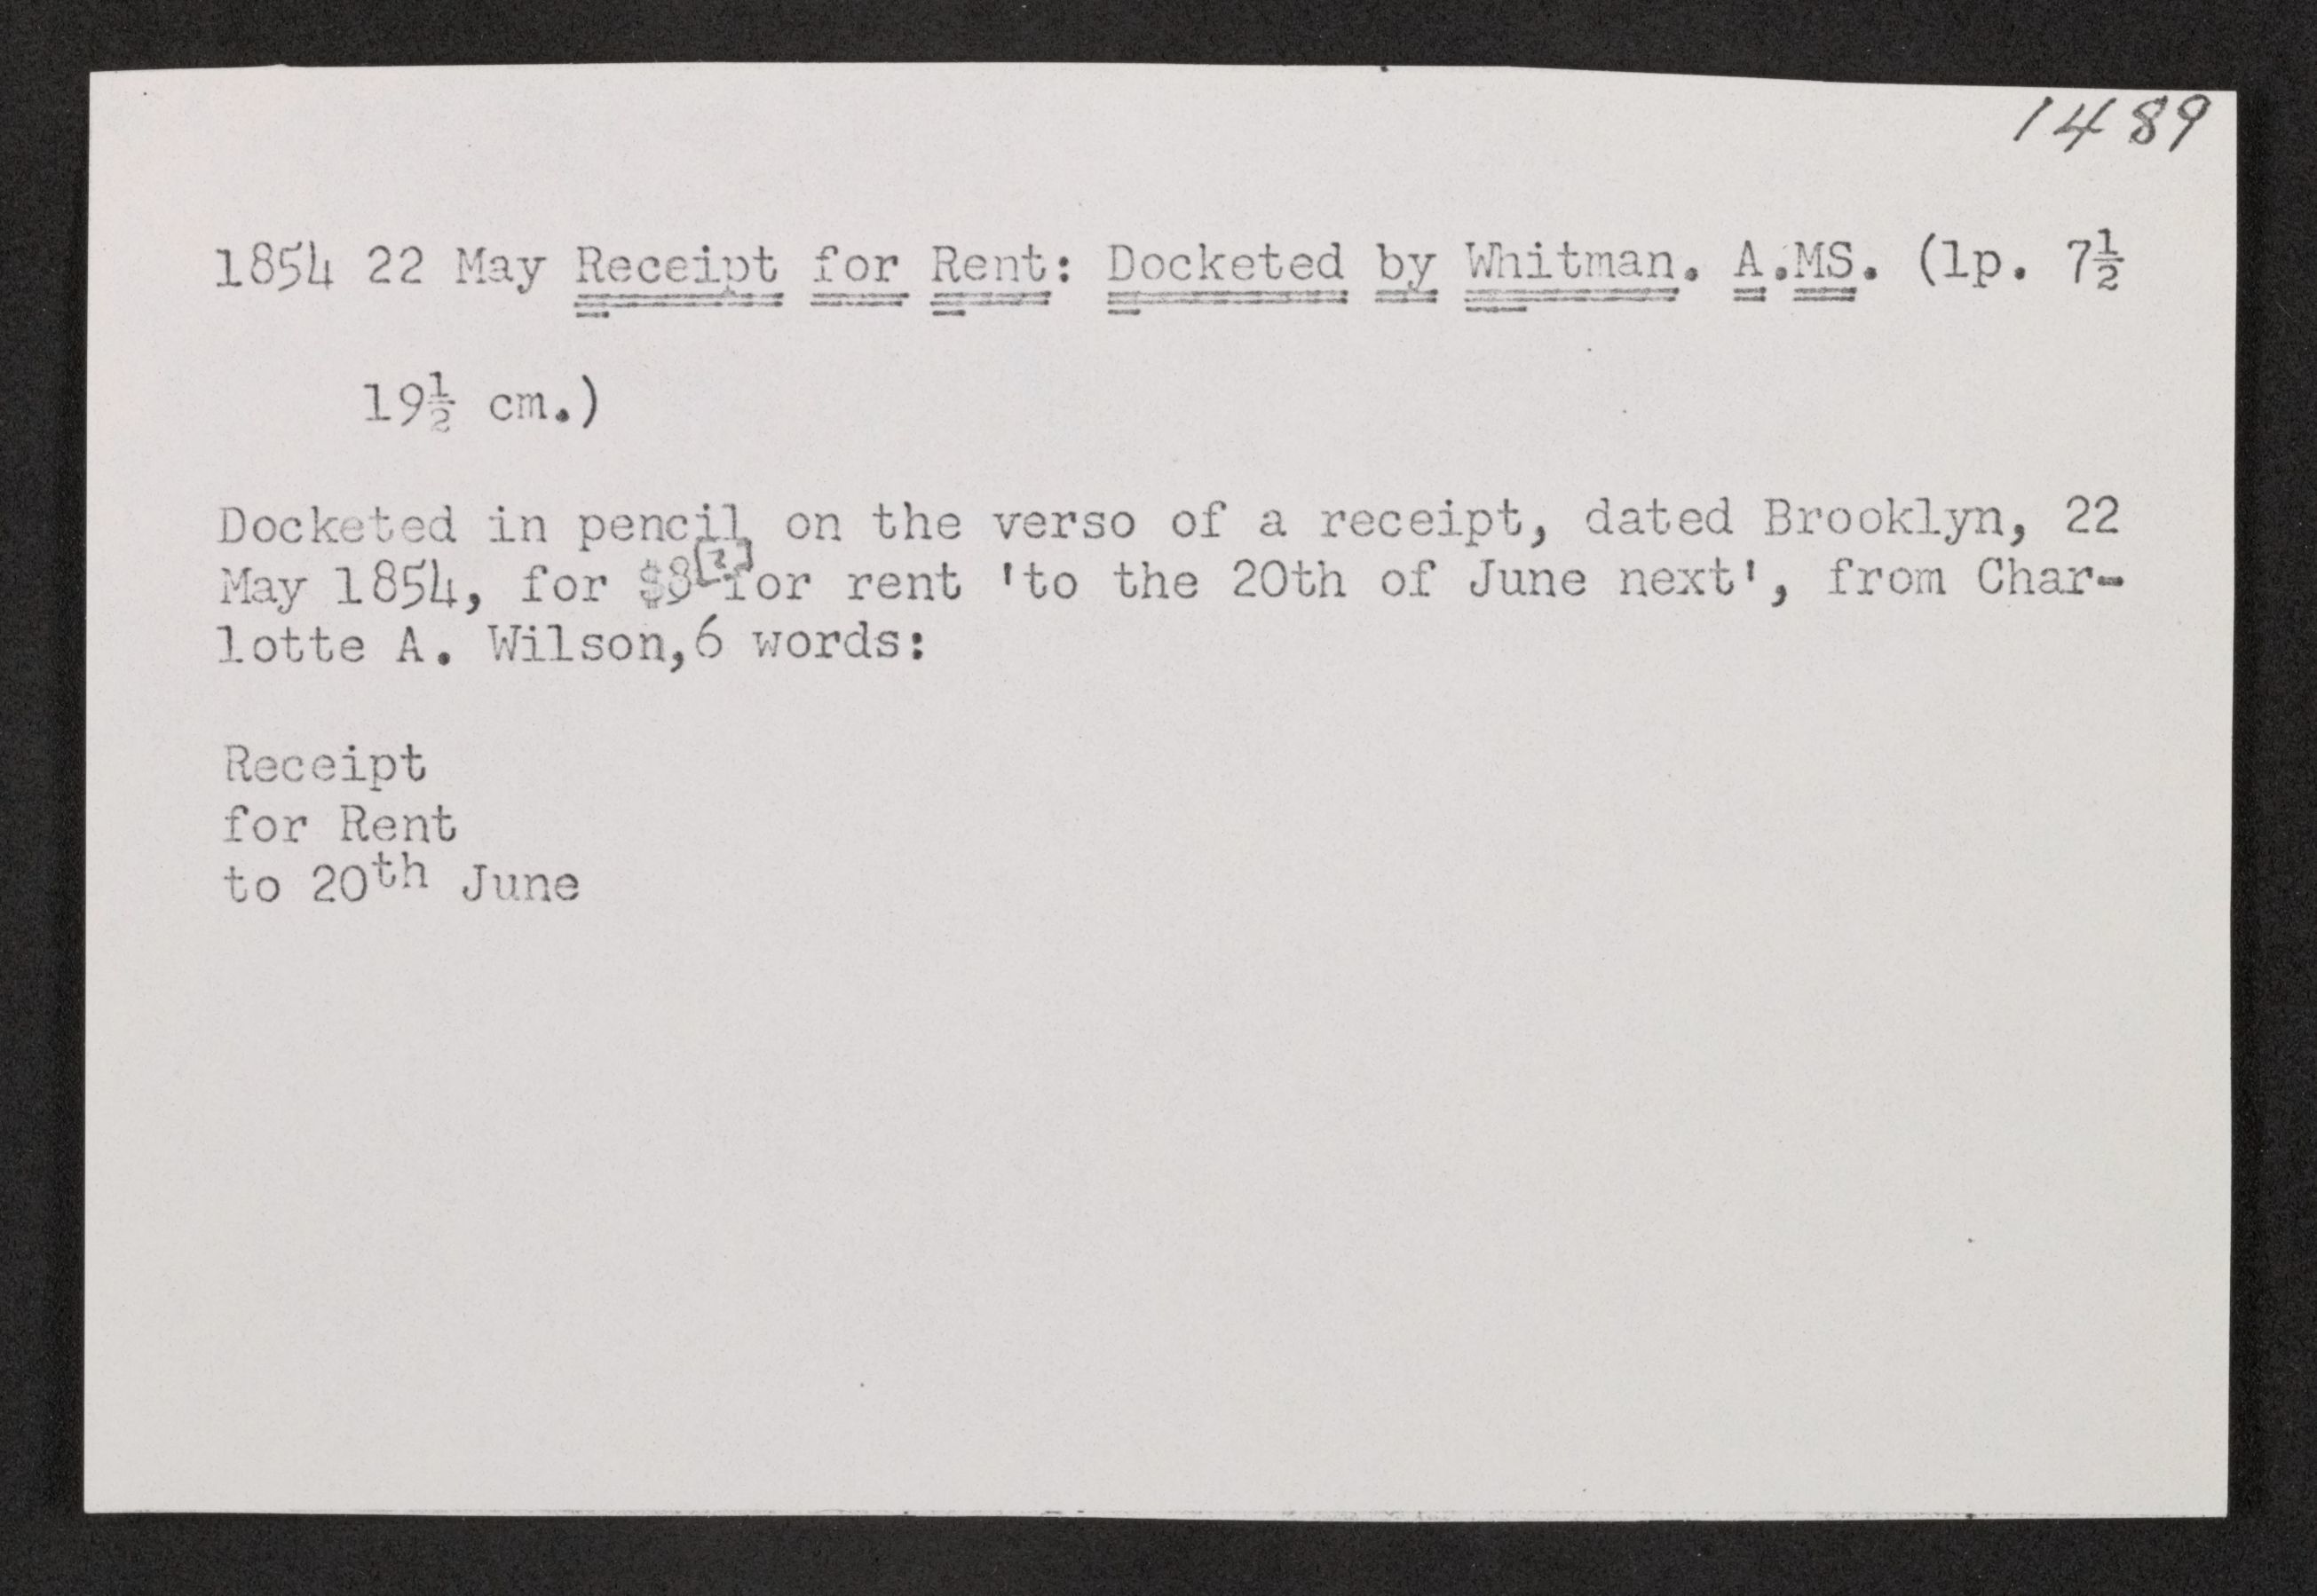 1489
1854 22 May Receipt for Rent: Docketed by Whitman. A.MS. (lp. 7½
19½ cm.)
Docketed in pencil on the verso of a receipt, dated Brooklyn, 22
May 1854, for $8[?] for rent 'to the 20th of June next', from Char-
lotte A. Wilson,6 words:
Receipt
for Rent
to 20th June